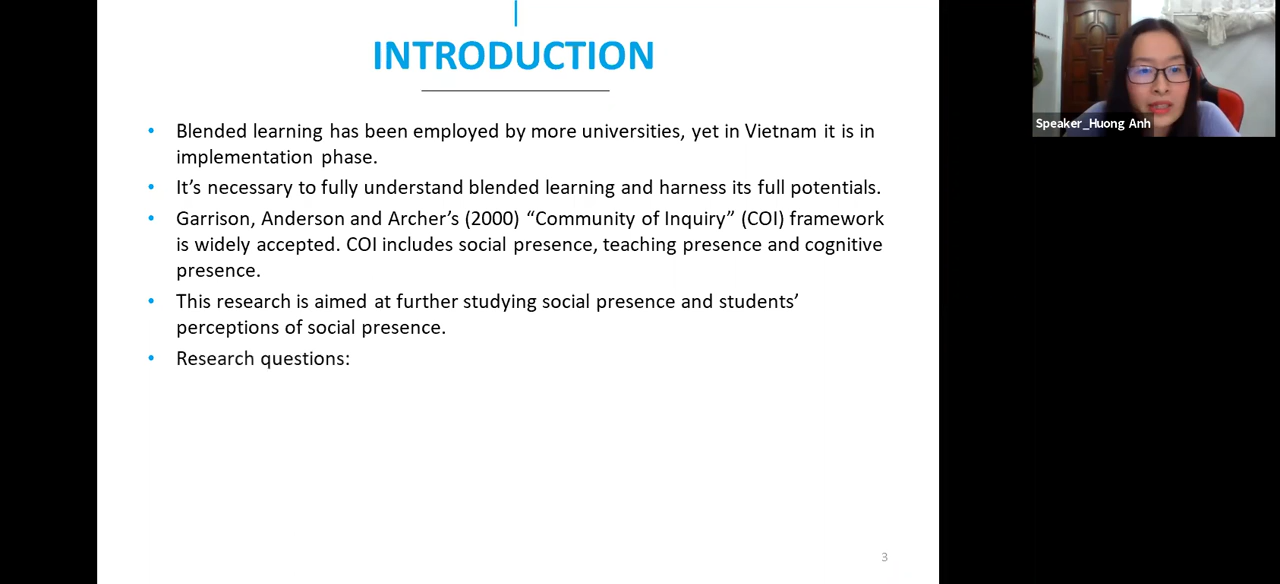 INTRODUCTION
• Blended learning has been employed by more universities, yet in Vietnam it is in
implementation phase.
• It’s necessary to fully understand blended learning and harness its full potentials.
• Garrison, Anderson and Archer’s (2000) “Community of Inquiry” (COI) framework
is widely accepted. COI includes social presence, teaching presence and cognitive
presence.
• This research is aimed at further studying social presence and students’
perceptions of social presence.
• Research questions:
3
Speaker_Huong Anh